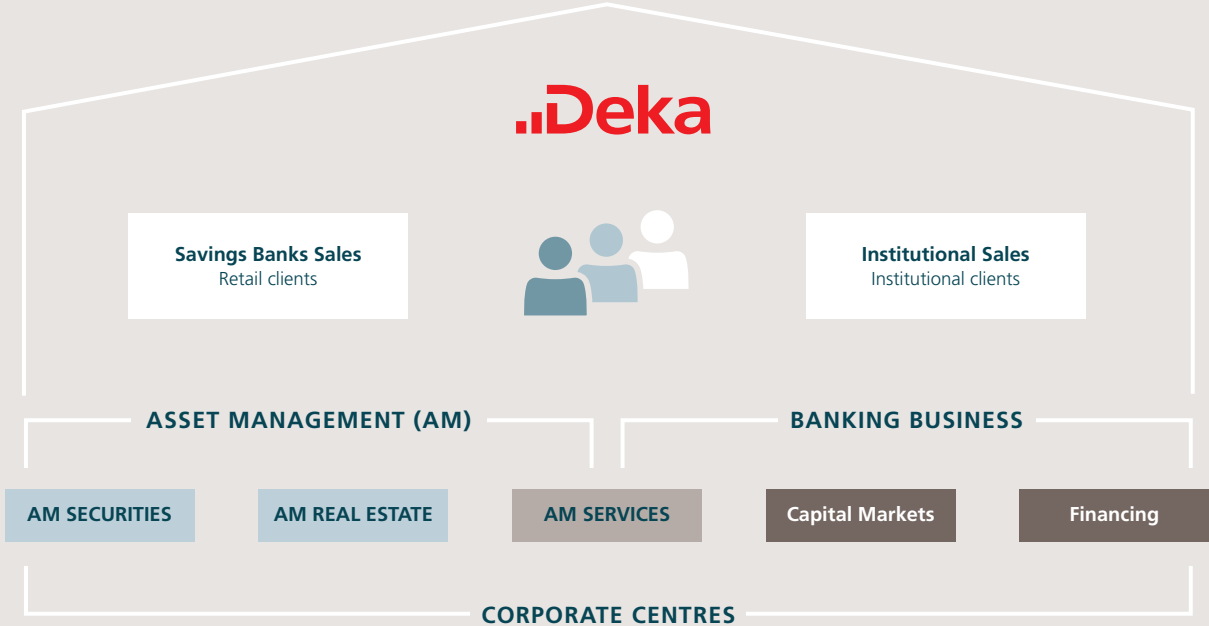 Deka
Savings Banks Sales
Retail clients
Institutional Sales
Institutional clients
ASSET MANAGEMENT (AM)
BANKING BUSINESS
AM SECURITIES
AM REAL ESTATE
AM SERVICES
Capital Markets
Financing
CORPORATE CENTRES